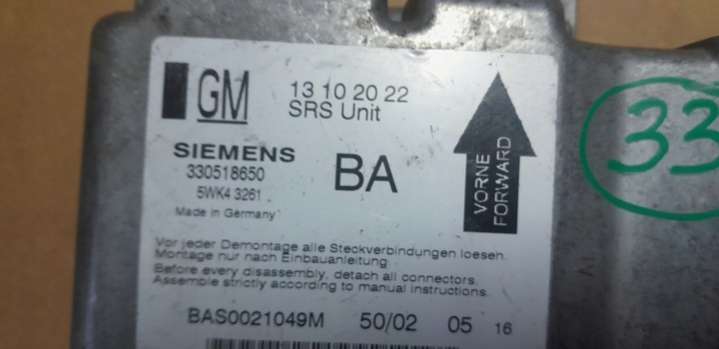 GM
13 10 20 22
SRS Unit
SIEMENS
330518650
5WK4 3261
Made in Germany
BA
VORNE
FORWARD
33
Vor jeder Demontage alle Steckverbindungen loesen.
Montage nur nach Einbauanleitung.
Before every disassembly, detach all connectors.
Assemble strictly according to manual instructions.
BAS0021049M 50/02 05 16